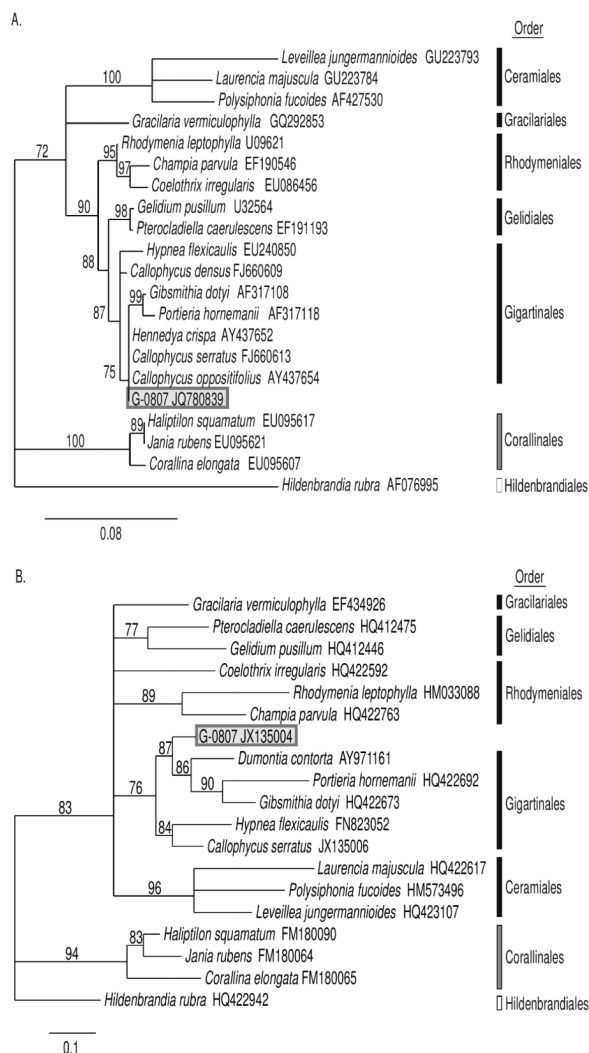 A.
Order
Leveillea jungermannioides GU223793
100
Laurencia majuscula GU223784
Ceramiales
Polysiphonia fucoides AF427530
Gracilaria vermiculophylla GQ292853
Gracilariales
Rhodymenia leptophylla U09621
72
95
Champia parvula EF190546
Rhodymeniales
97
Coelothrix irregularis EU086456
90
98
Gelidium pusillum U32564
Gelidiales
Pterocladiella caerulescens EF191193
88
Hypnea flexicaulis EU240850
Callophycus densus FJ660609
99
Gibsmithia dotyi AF317108
87
Portieria hornemanii AF317118
Gigartinales
Hennedya crispa AY437652
Callophycus serratus FJ660613
75
Callophycus oppositifolius AY437654
G-0807 JQ780839
89
Haliptilon squamatum EU095617
100
Jania rubens EU095621
Corallinales
Corallina elongata EU095607
Hildenbrandia rubra AF076995
Hildenbrandiales
0.08
B.
Order
Gracilaria vermiculophylla EF434926
Gracilariales
77
Pterocladiella caerulescens HQ412475
Gelidiales
Gelidium pusillum HQ412446
Coelothrix irregularis HQ422592
89
Rhodymenia leptophylla HM033088
Rhodymeniales
Champia parvula HQ422763
G-0807 JX135004
87
Dumontia contorta AY971161
86
76
90
Portieria hornemanii HQ422692
Gibsmithia dotyi HQ422673
Gigartinales
83
84
Hypnea flexicaulis FN823052
Callophycus serratus JX135006
Laurencia majuscula HQ422617
96
Polysiphonia fucoides HM573496
Ceramiales
Leveillea jungermannioides HQ423107
83
Haliptilon squamatum FM180090
94
Jania rubens FM180064
Corallinales
Corallina elongata FM180065
Hildenbrandia rubra HQ422942
Hildenbrandiales
0.1